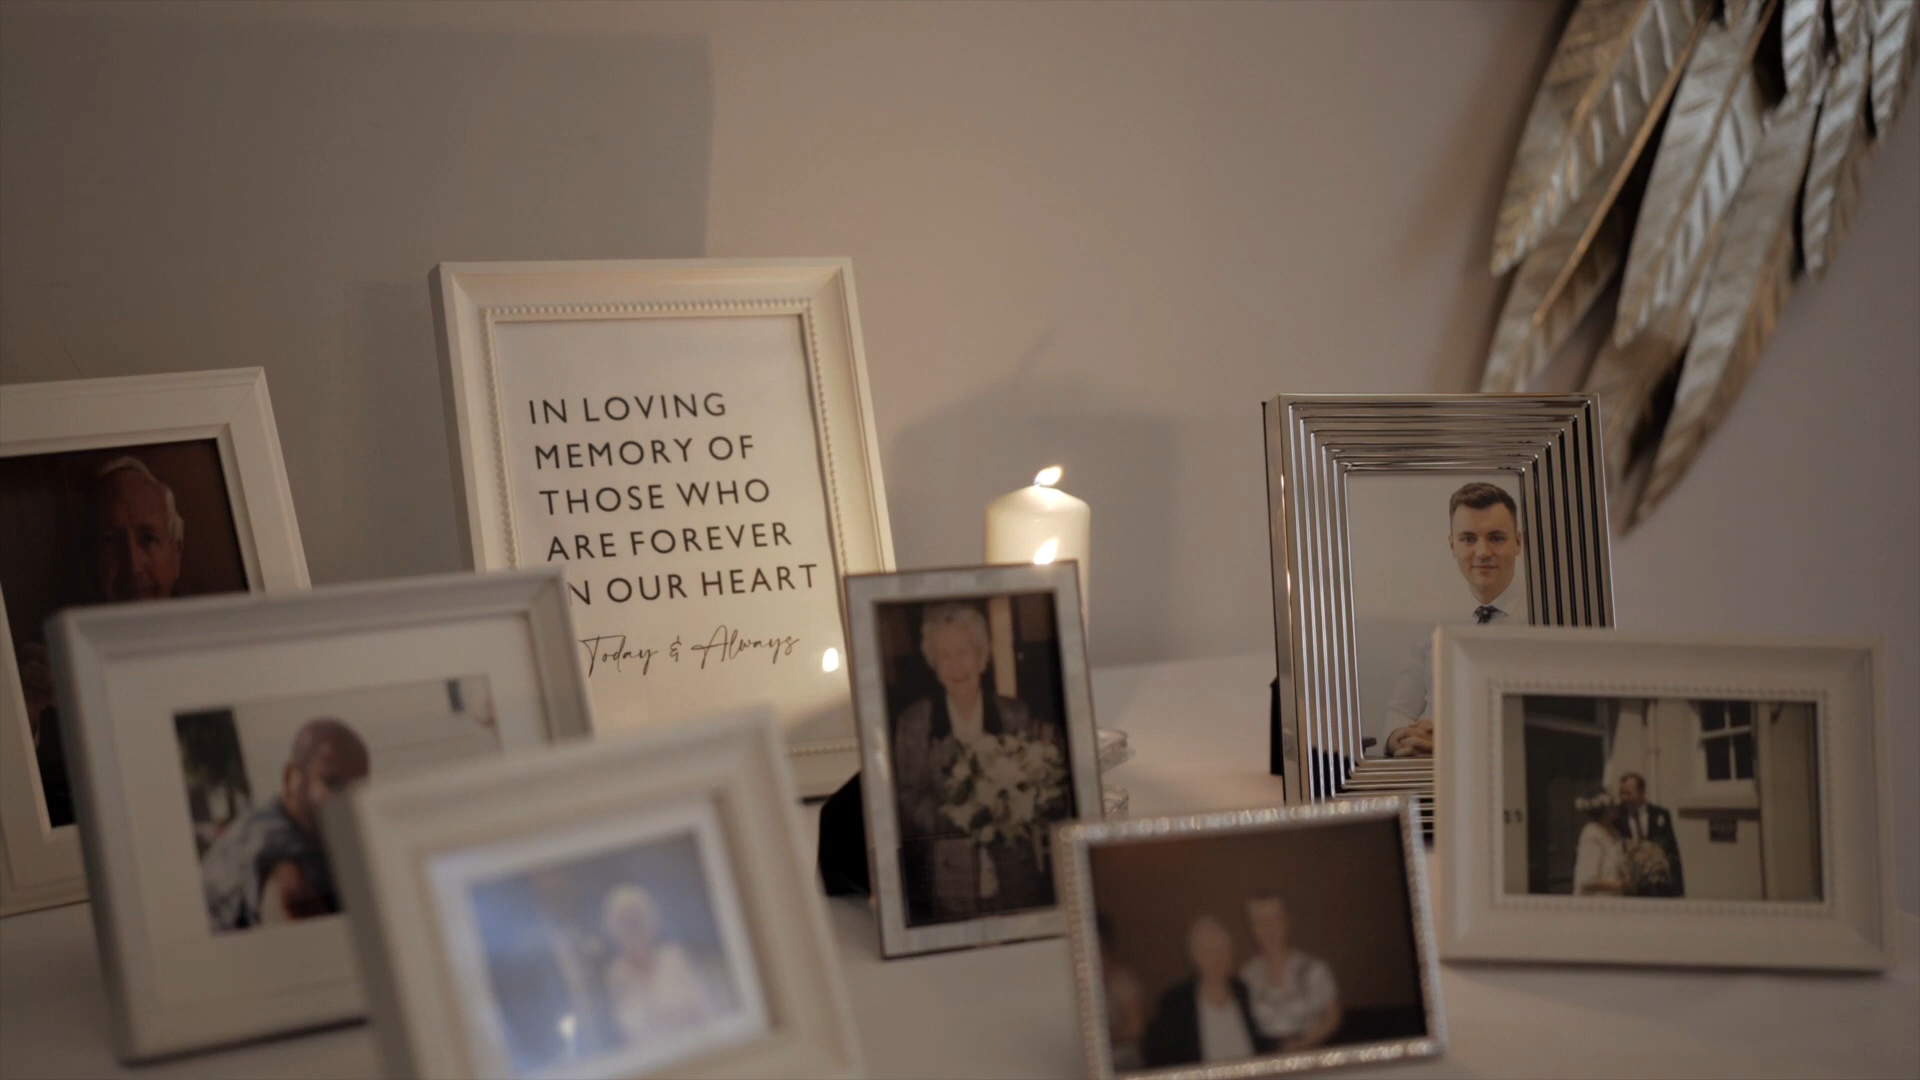 IN LOVING
MEMORY OF
THOSE WHO
ARE FOREVER
IN OUR HEART
Today & Always